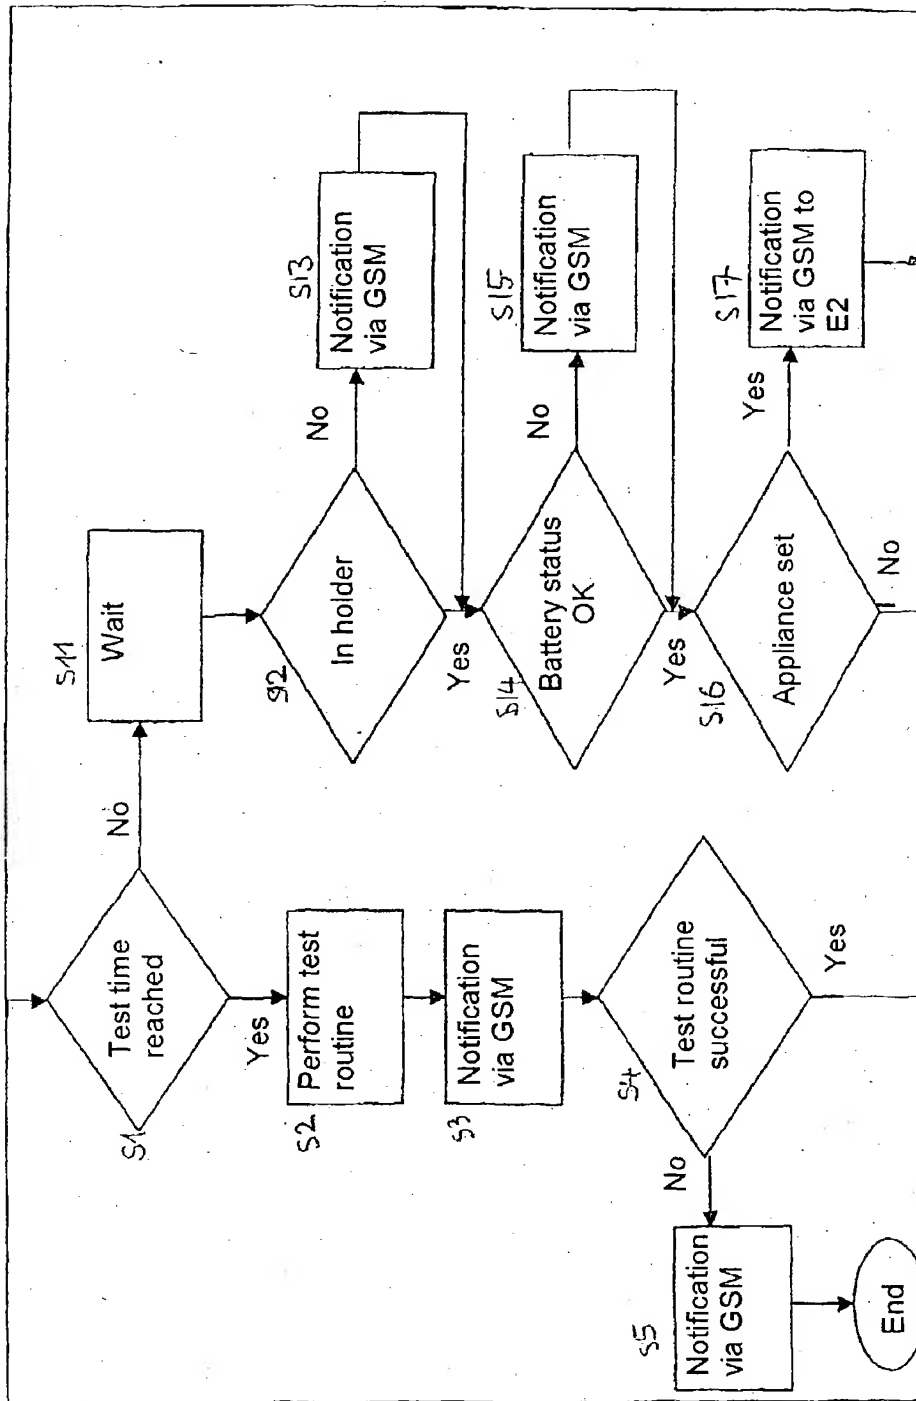 S1
Test time
reached
No
Yes
S11
Wait
S2
Perform test
routine
S3
Notification
via GSM
S4
Test routine
successful
No
Yes
S5
Notification
via GSM
End
S2
In holder
No
Yes
S13
Notification
via GSM
S14
Battery status
OK
No
Yes
S15
Notification
via GSM
S16
Appliance set
Yes
No
S17
Notification
via GSM to
E2